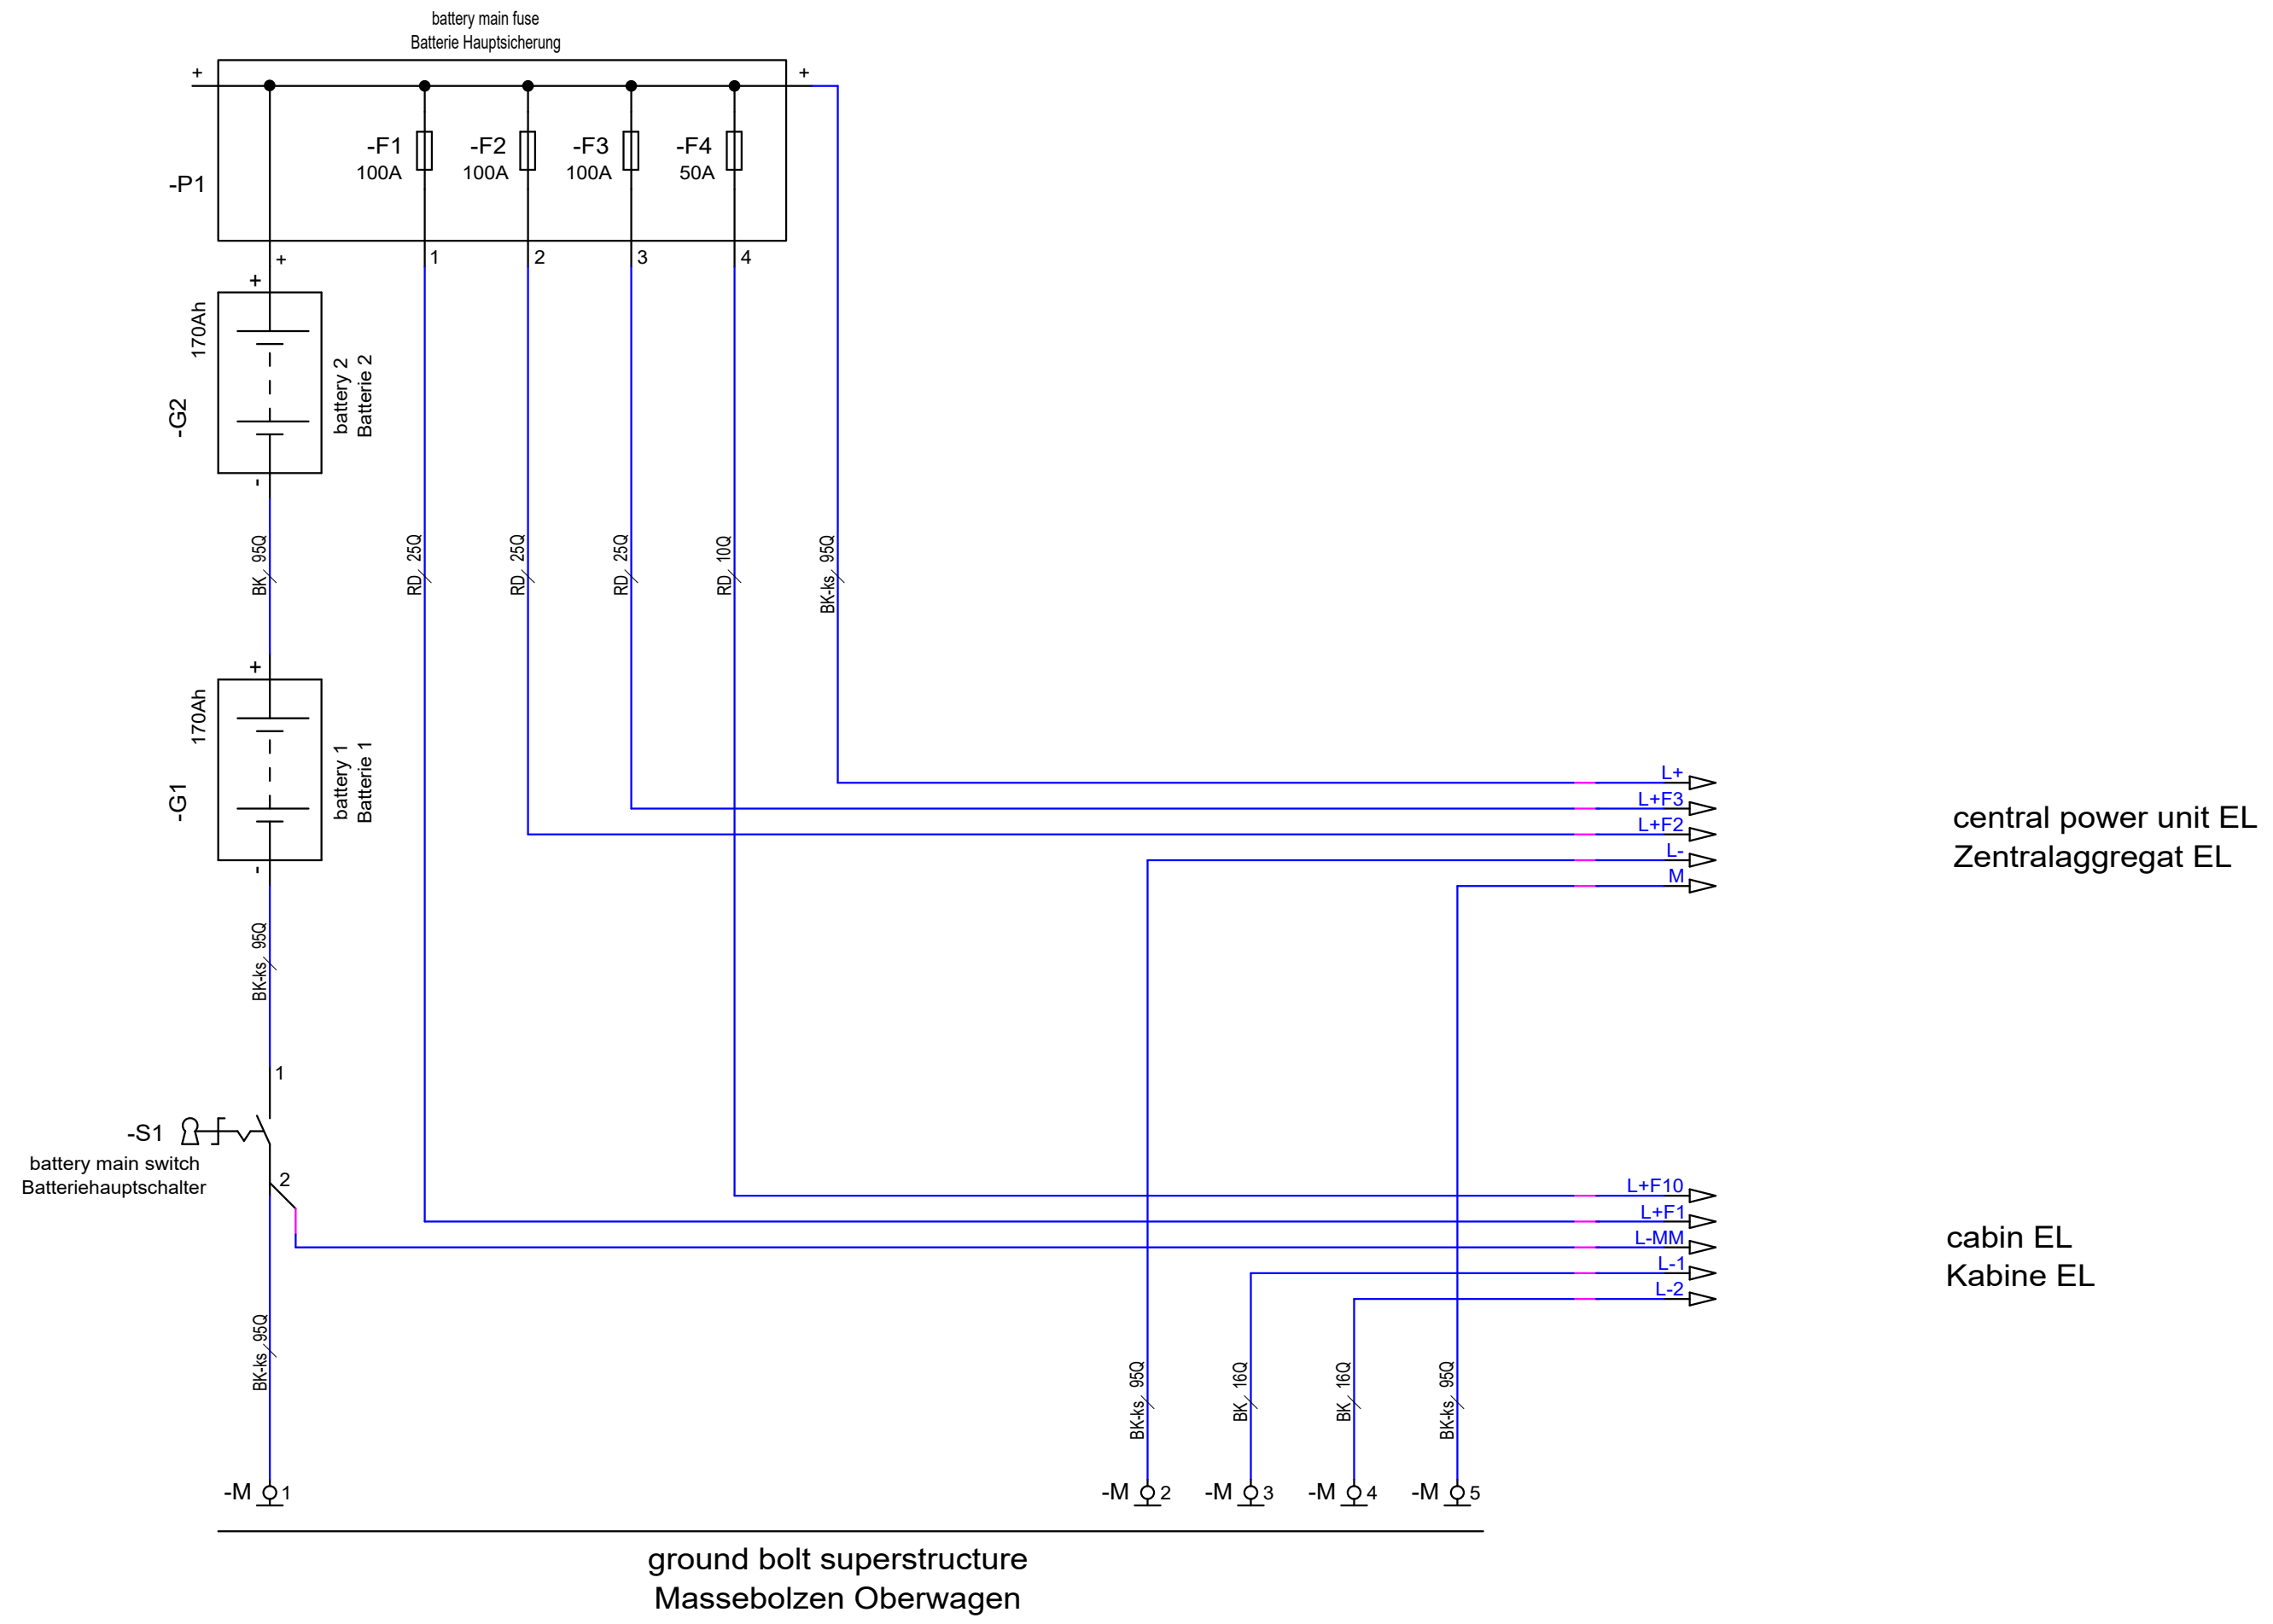 battery main fuse
Batterie Hauptsicherung
+
+
-F1
100A
-F2
100A
-F3
100A
-F4
50A
-P1
+
1
2
3
4
+
170Ah
-G2
battery 2
Batterie 2
-
BK 95Q
RD 25Q
RD 25Q
RD 25Q
RD 10Q
BK-ks 95Q
+
170Ah
-G1
battery 1
Batterie 1
-
L+
L+F3
L+F2
L-
M
central power unit EL
Zentralaggregat EL
BK-ks 95Q
1
-S1
battery main switch
Batteriehauptschalter
2
L+F10
L+F1
L-MM
L-1
L-2
cabin EL
Kabine EL
BK-ks 95Q
BK-ks 95Q
BK 16Q
BK 16Q
BK-ks 95Q
-M 1
-M 2
-M 3
-M 4
-M 5
ground bolt superstructure
Massebolzen Oberwagen